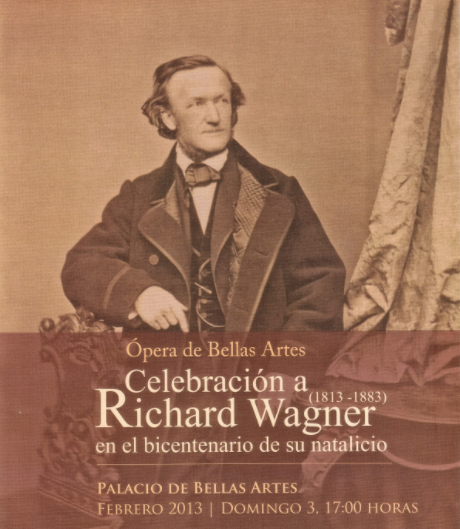 Ópera de Bellas Artes
Celebración a
(1813 -1883)
Richard Wagner
en el bicentenario de su natalicio
Palacio de Bellas Artes
Febrero 2013 | Domingo 3, 17:00 horas